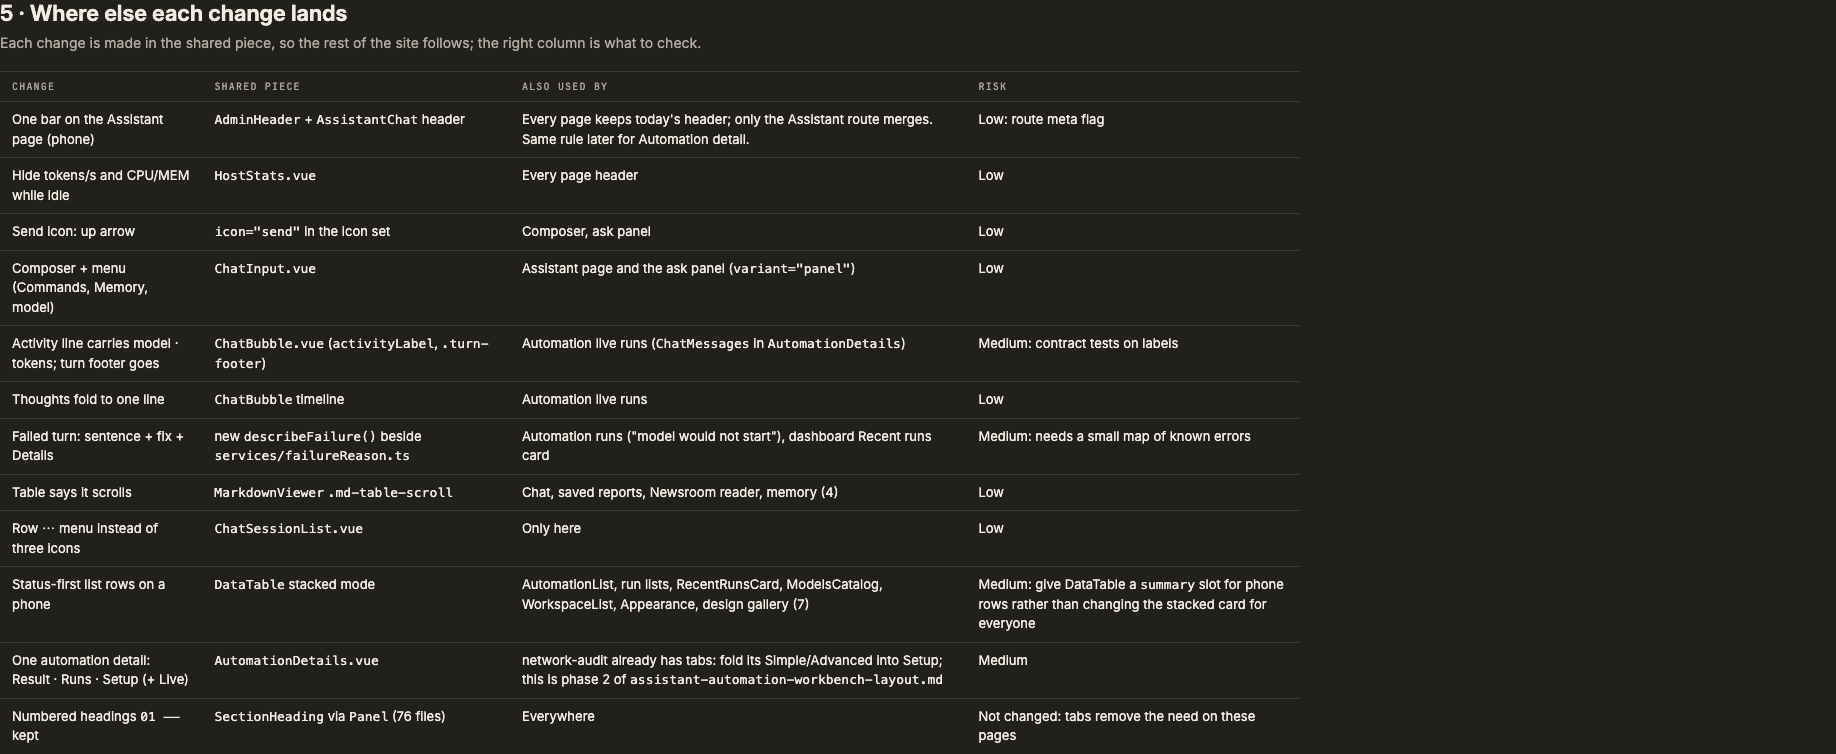 5 · Where else each change lands
Each change is made in the shared piece, so the rest of the site follows; the right column is what to check.
CHANGE SHARED PIECE ALSO USED BY RISK
One bar on the Assistant page (phone) AdminHeader + AssistantChat header Every page keeps today's header; only the Assistant route merges. Same rule later for Automation detail. Low: route meta flag
Hide tokens/s and CPU/MEM while idle HostStats.vue Every page header Low
Send icon: up arrow icon="send" in the icon set Composer, ask panel Low
Composer + menu (Commands, Memory, model) ChatInput.vue Assistant page and the ask panel (variant="panel") Low
Activity line carries model · tokens; turn footer goes ChatBubble.vue (activityLabel, .turn-footer) Automation live runs (ChatMessages in AutomationDetails) Medium: contract tests on labels
Thoughts fold to one line ChatBubble timeline Automation live runs Low
Failed turn: sentence + fix + Details new describeFailure() beside services/failureReason.ts Automation runs ("model would not start"), dashboard Recent runs card Medium: needs a small map of known errors
Table says it scrolls MarkdownViewer .md-table-scroll Chat, saved reports, Newsroom reader, memory (4) Low
Row ··· menu instead of three icons ChatSessionList.vue Only here Low
Status-first list rows on a phone DataTable stacked mode AutomationList, run lists, RecentRunsCard, ModelsCatalog, WorkspaceList, Appearance, design gallery (7) Medium: give DataTable a summary slot for phone rows rather than changing the stacked card for everyone
One automation detail: Result · Runs · Setup (+ Live) AutomationDetails.vue network-audit already has tabs: fold its Simple/Advanced into Setup; this is phase 2 of assistant-automation-workbench-layout.md Medium
Numbered headings 01 — kept SectionHeading via Panel (76 files) Everywhere Not changed: tabs remove the need on these pages